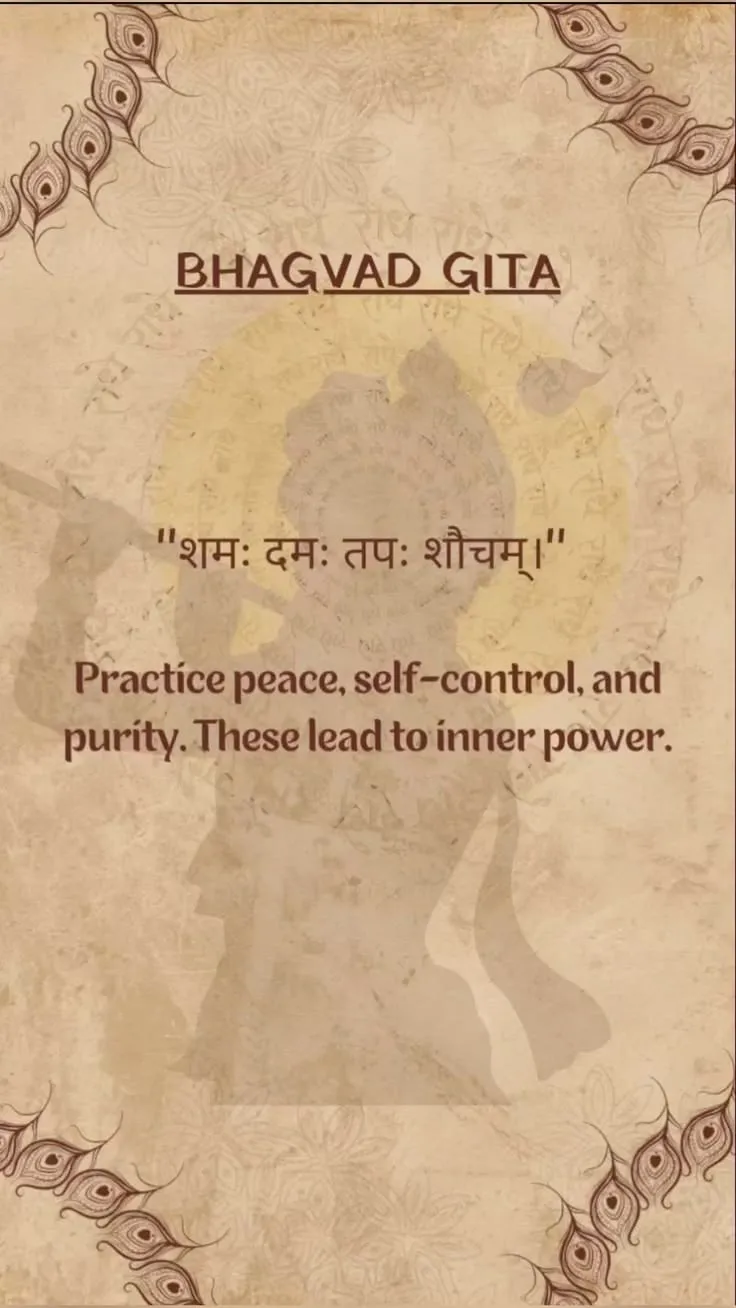 BHAGVAD GITA
"शमः दमः तपः शौचम्।"
Practice peace, self-control, and
purity. These lead to inner power.
राधे राधे राधे